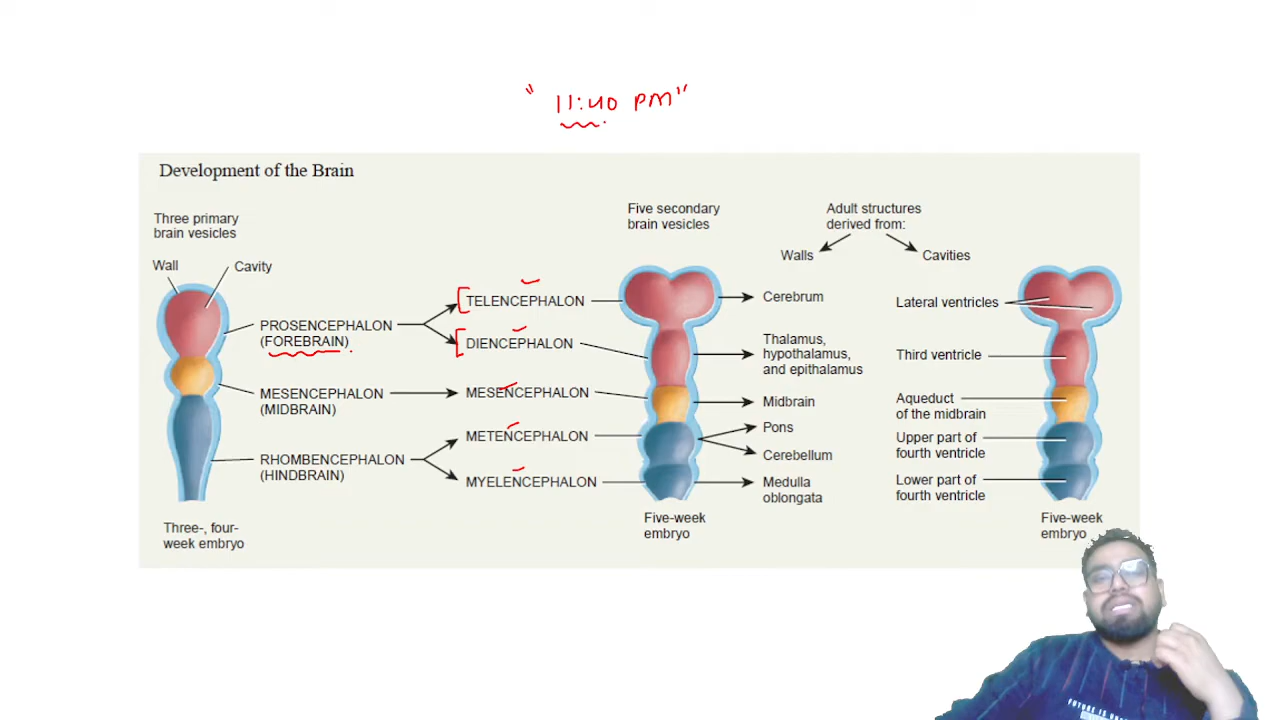 " 11:40 pm"
Development of the Brain
Three primary
brain vesicles
Wall
Cavity
PROSENCEPHALON
(FOREBRAIN)
MESENCEPHALON
(MIDBRAIN)
RHOMBENCEPHALON
(HINDBRAIN)
Three-, four-
week embryo
TELENCEPHALON
DIENCEPHALON
MESENCEPHALON
METENCEPHALON
MYELENCEPHALON
Five secondary
brain vesicles
Five-week
embryo
Adult structures
derived from:
Walls
Cavities
Cerebrum
Thalamus,
hypothalamus,
and epithalamus
Midbrain
Pons
Cerebellum
Medulla
oblongata
Lateral ventricles
Third ventricle
Aqueduct
of the midbrain
Upper part of
fourth ventricle
Lower part of
fourth ventricle
Five-week
embryo
FUTURE IS